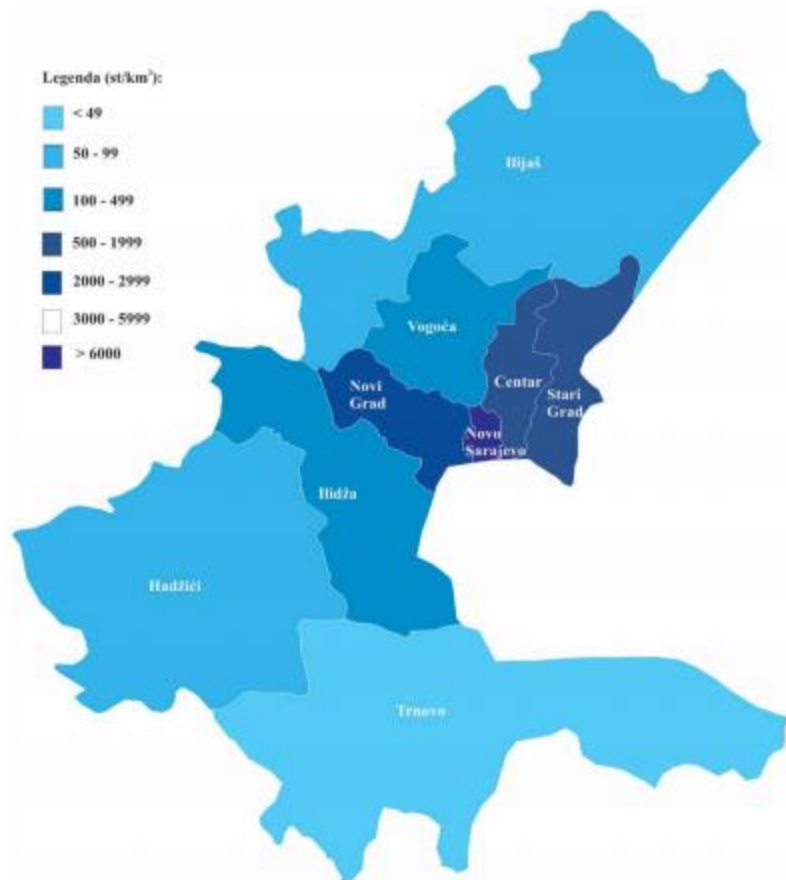 Legenda (st/km²):
< 49
50 - 99
100 - 499
500 - 1999
2000 - 2999
3000 - 5999
> 6000
Ilijaš
Vogoća
Novi
Grad
Centar
Stari
Grad
Novo
Sarajevo
Ilidža
Hadžići
Trnovo